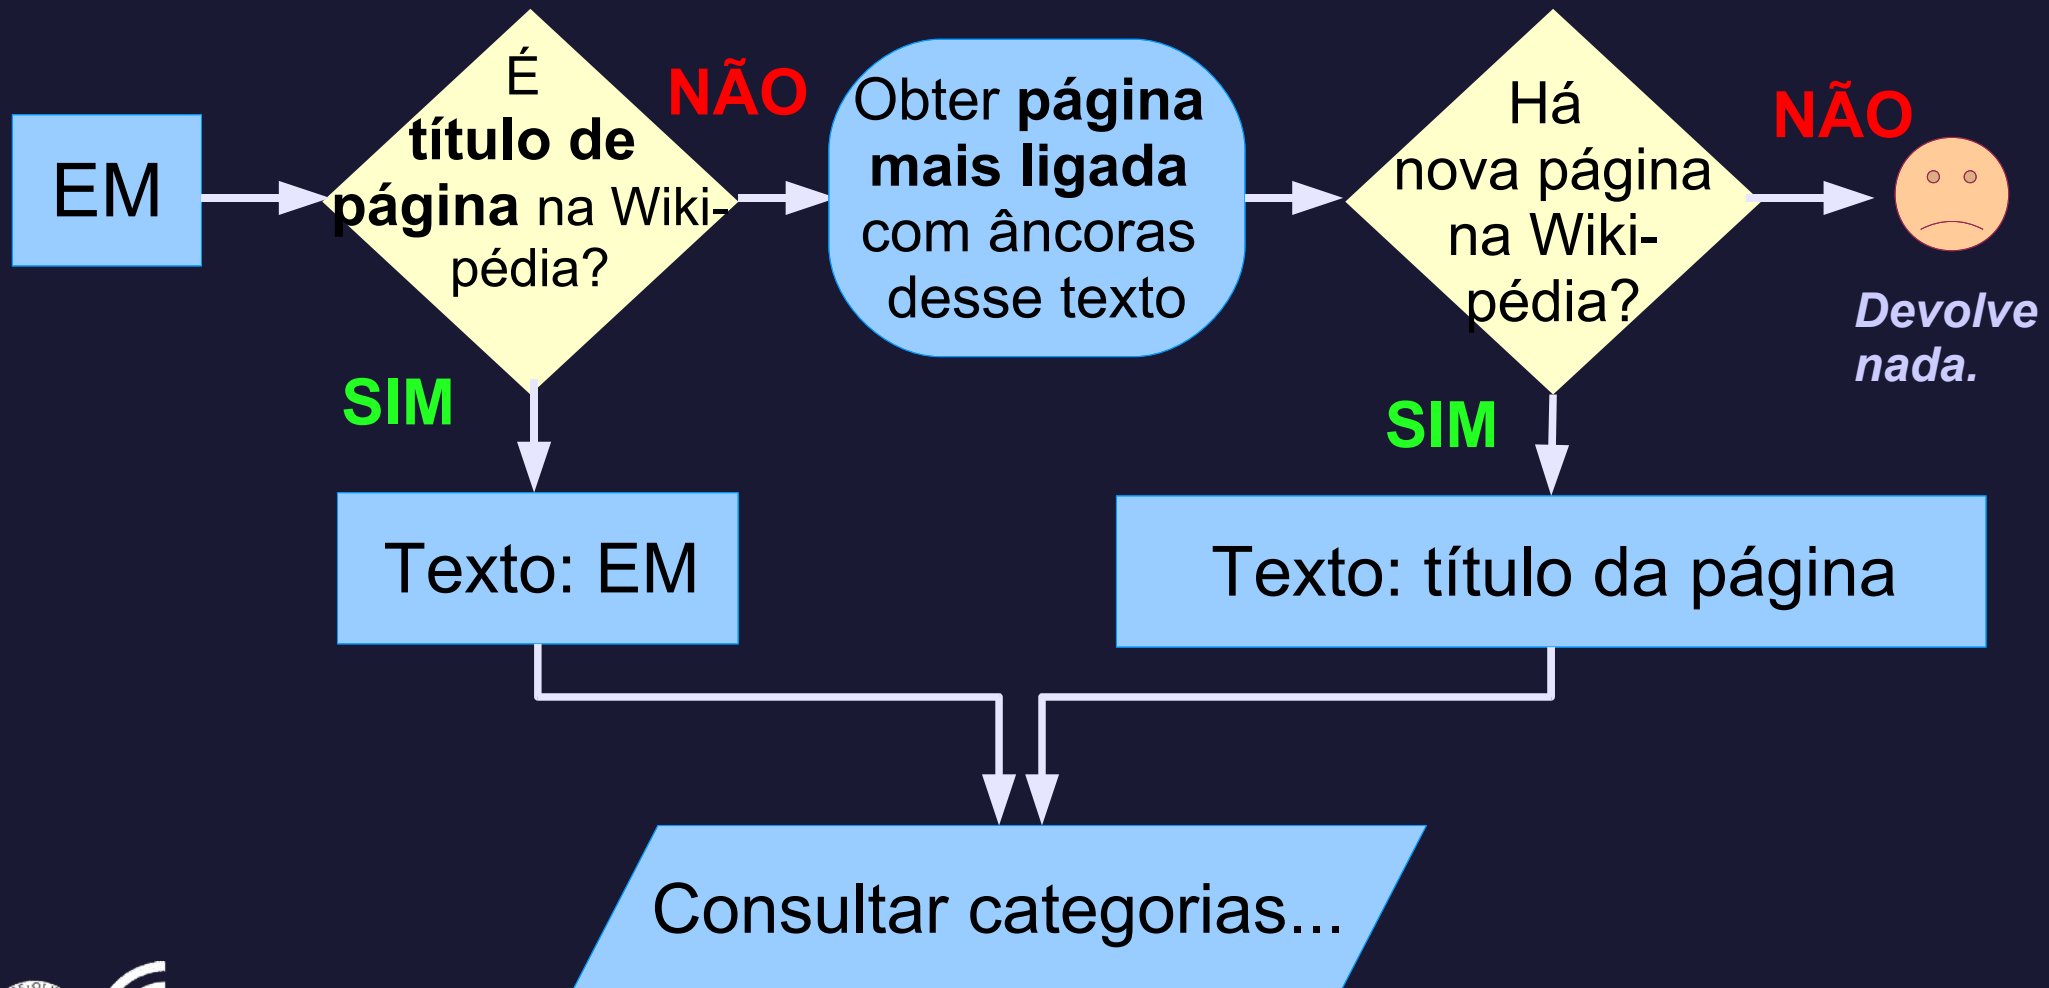 EM
É
título de
página na Wiki-
pédia?
NÃO
Obter página
mais ligada
com âncoras
desse texto
Há
nova página
na Wiki-
pédia?
NÃO
Devolve
nada.
SIM
SIM
Texto: EM
Texto: título da página
Consultar categorias...